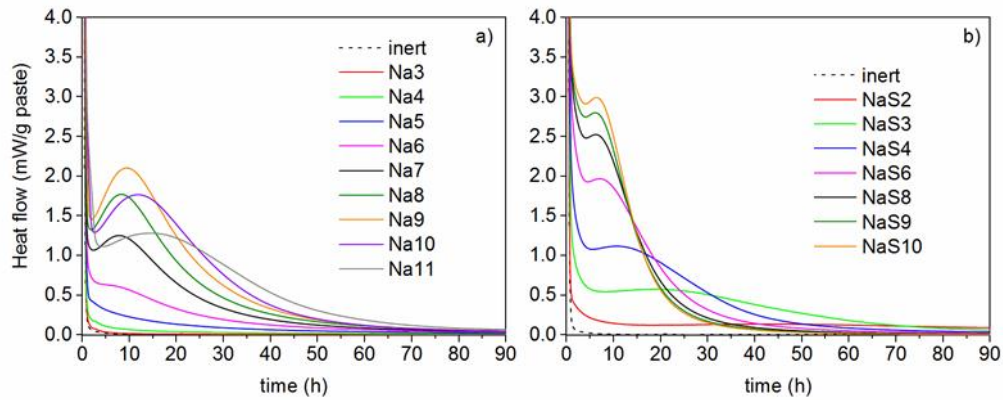 a)
Heat flow (mW/g paste)
4.0
3.5
3.0
2.5
2.0
1.5
1.0
0.5
0.0
inert
Na3
Na4
Na5
Na6
Na7
Na8
Na9
Na10
Na11
0 10 20 30 40 50 60 70 80 90
time (h)
b)
4.0
3.5
3.0
2.5
2.0
1.5
1.0
0.5
0.0
inert
NaS2
NaS3
NaS4
NaS6
NaS8
NaS9
NaS10
0 10 20 30 40 50 60 70 80 90
time (h)